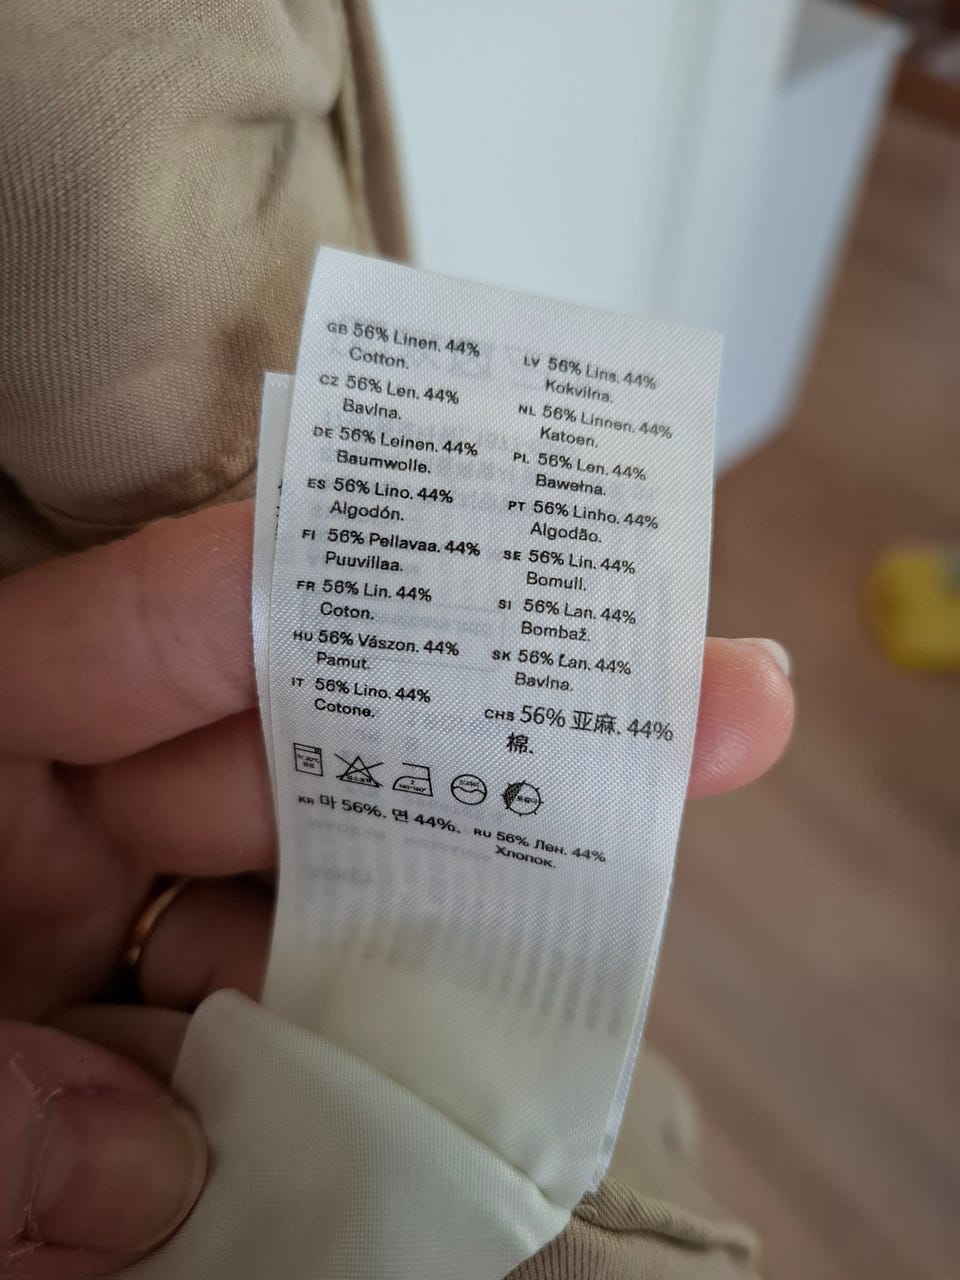 GB 56% Linen. 44%
Cotton.
CZ 56% Len. 44%
Bavlna.
DE 56% Leinen. 44%
Baumwolle.
ES 56% Lino. 44%
Algodón.
FI 56% Pellavaa. 44%
Puuvillaa.
FR 56% Lin. 44%
Coton.
HU 56% Vászon. 44%
Pamut.
IT 56% Lino. 44%
Cotone.
LV 56% Lins. 44%
Kokvilna.
NL 56% Linnen. 44%
Katoen.
PL 56% Len. 44%
Bawełna.
PT 56% Linho. 44%
Algodão.
SE 56% Lin. 44%
Bomull.
SI 56% Lan. 44%
Bombaž.
SK 56% Ľan. 44%
Bavlna.
CHS 56% 亚麻. 44%
棉.
KR 마 56%. 면 44%.
RU 56% Лен. 44%
Хлопок.